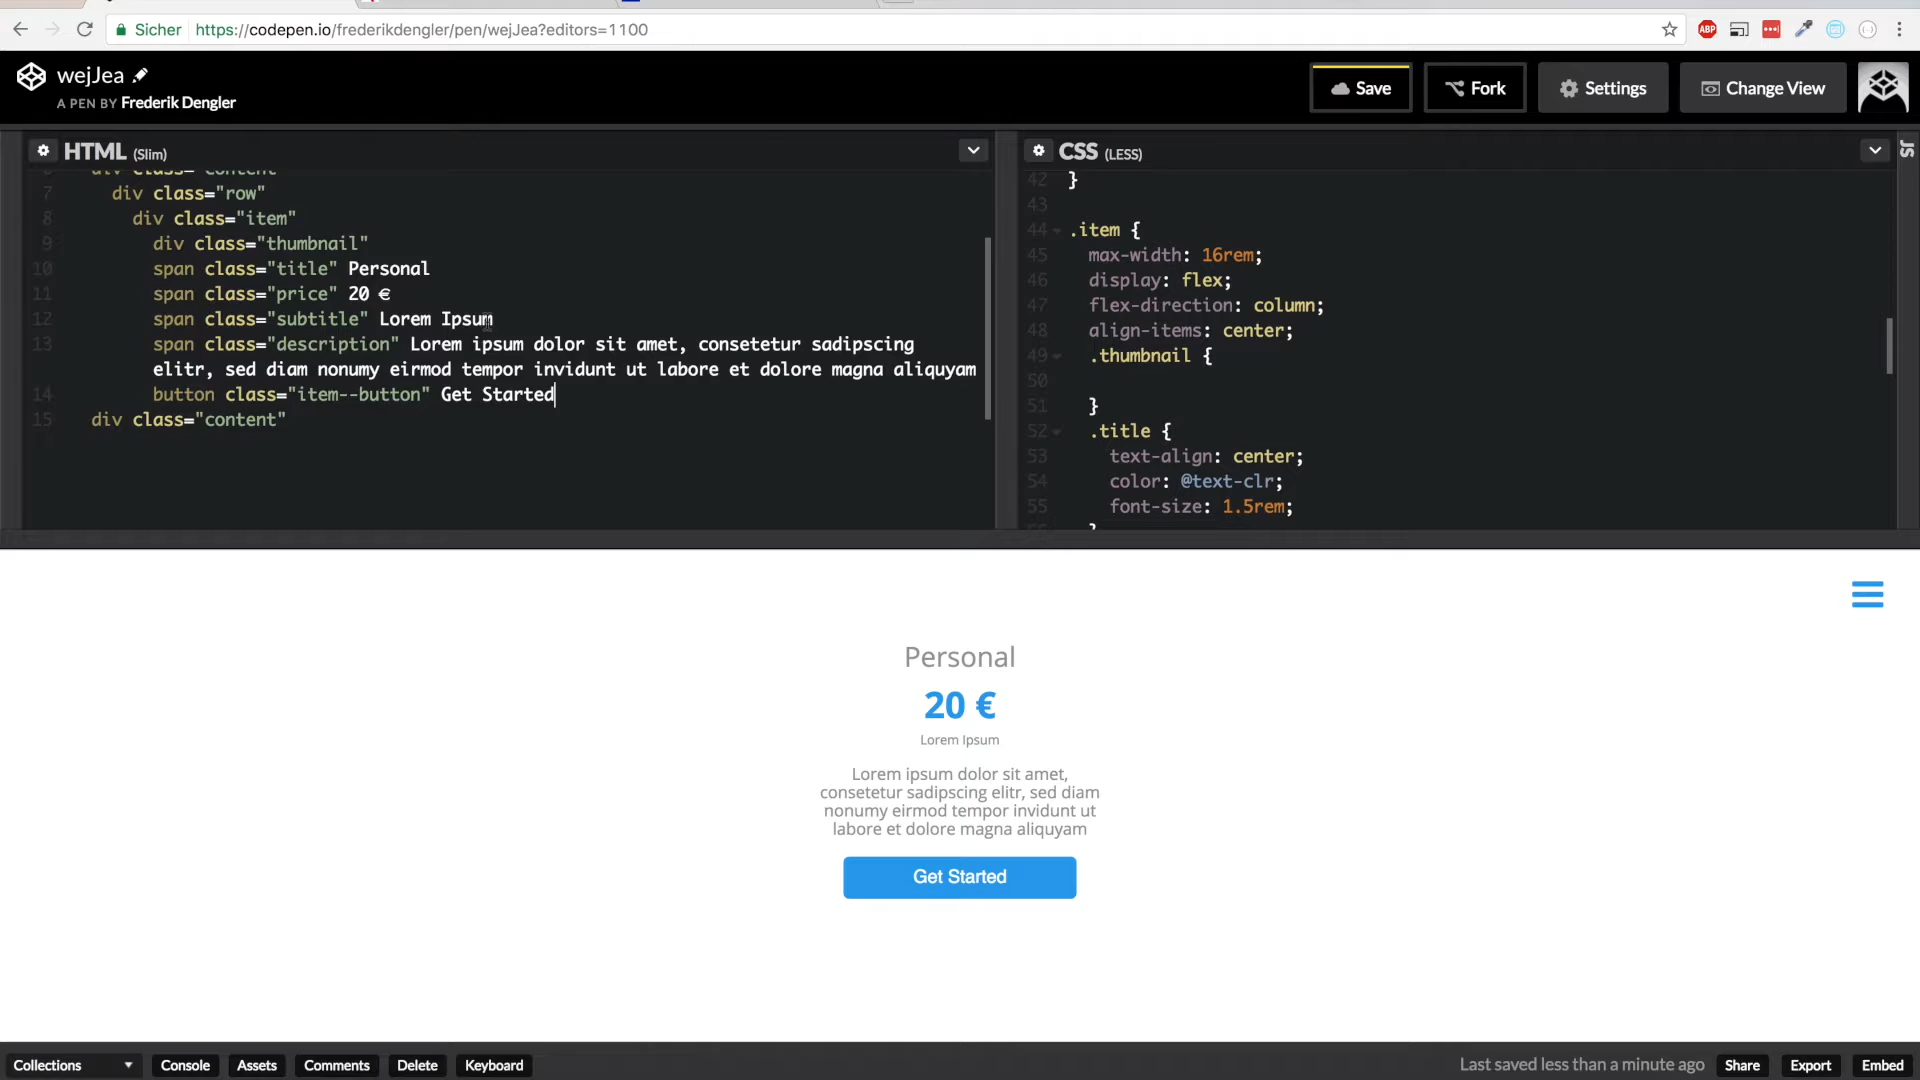 Sicher https://codepen.io/frederikdengler/pen/wejJea?editors=1100
ABP
wejJea
A PEN BY Frederik Dengler
Save
Fork
Settings
Change View
HTML (Slim)
div class="content"
7 div class="row"
8 div class="item"
9 div class="thumbnail"
10 span class="title" Personal
11 span class="price" 20 €
12 span class="subtitle" Lorem Ipsum
13 span class="description" Lorem ipsum dolor sit amet, consetetur sadipscing
elitr, sed diam nonumy eirmod tempor invidunt ut labore et dolore magna aliquyam
14 button class="item--button" Get Started
15 div class="content"
CSS (LESS)
JS
42 }
43
44 .item {
45 max-width: 16rem;
46 display: flex;
47 flex-direction: column;
48 align-items: center;
49 .thumbnail {
50
51 }
52 .title {
53 text-align: center;
54 color: @text-clr;
55 font-size: 1.5rem;
Personal
20 €
Lorem Ipsum
Lorem ipsum dolor sit amet,
consetetur sadipscing elitr, sed diam
nonumy eirmod tempor invidunt ut
labore et dolore magna aliquyam
Get Started
Collections
Console
Assets
Comments
Delete
Keyboard
Last saved less than a minute ago
Share
Export
Embed